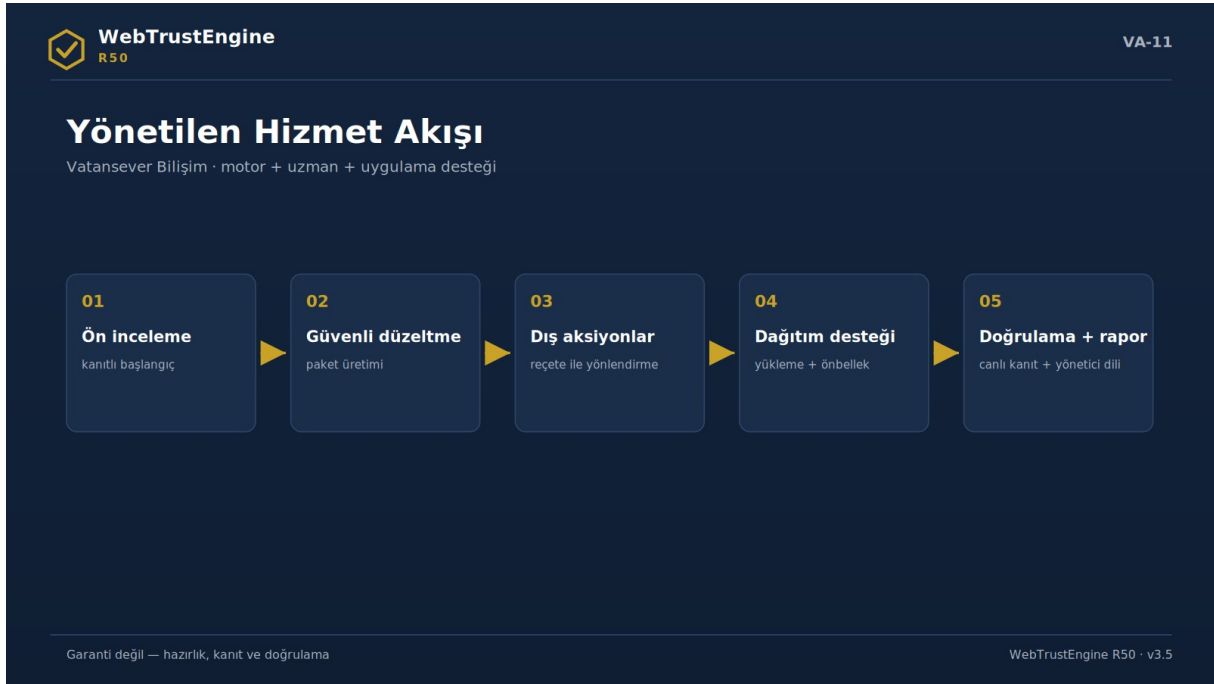 WebTrustEngine
R50
VA-11
Yönetilen Hizmet Akışı
Vatansever Bilişim · motor + uzman + uygulama desteği
01
Ön inceleme
kanıtlı başlangıç
02
Güvenli düzeltme
paket üretimi
03
Dış aksiyonlar
reçete ile yönlendirme
04
Dağıtım desteği
yükleme + önbellek
05
Doğrulama + rapor
canlı kanıt + yönetici dili
Garanti değil — hazırlık, kanıt ve doğrulama
WebTrustEngine R50 · v3.5